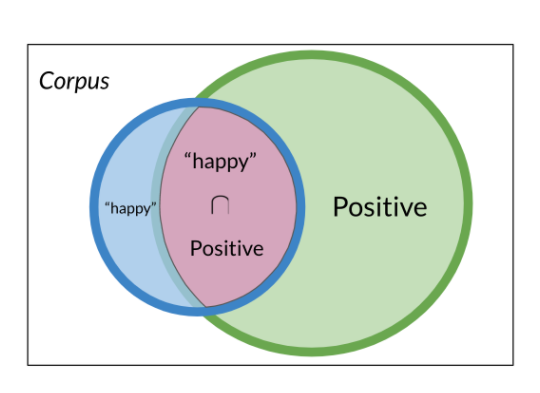 Corpus
“happy”
“happy”
∩
Positive
Positive